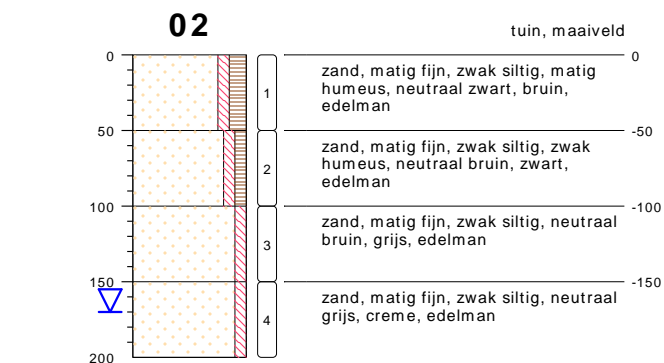 02
tuin, maaiveld
0
0
1
zand, matig fijn, zwak siltig, matig
humeus, neutraal zwart, bruin,
edelman
50
-50
2
zand, matig fijn, zwak siltig, zwak
humeus, neutraal bruin, zwart,
edelman
100
-100
3
zand, matig fijn, zwak siltig, neutraal
bruin, grijs, edelman
150
-150
4
zand, matig fijn, zwak siltig, neutraal
grijs, creme, edelman
200